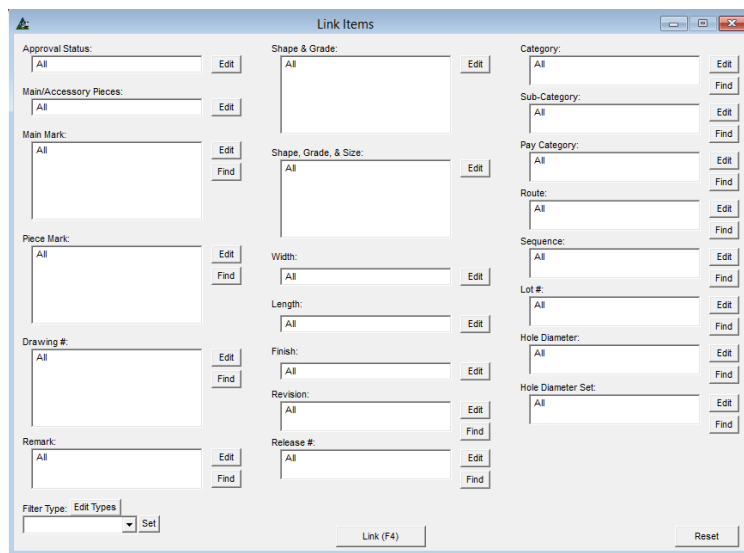 Link Items
Approval Status:
All
Edit
Main/Accessory Pieces:
All
Edit
Main Mark:
All
Edit
Find
Piece Mark:
All
Edit
Find
Drawing #:
All
Edit
Find
Remark:
All
Edit
Find
Filter Type: Edit Types
Set
Shape & Grade:
All
Edit
Shape, Grade, & Size:
All
Edit
Width:
All
Edit
Length:
All
Edit
Finish:
All
Edit
Revision:
All
Edit
Find
Release #:
All
Edit
Find
Link (F4)
Category:
All
Edit
Find
Sub-Category:
All
Edit
Find
Pay Category:
All
Edit
Find
Route:
All
Edit
Find
Sequence:
All
Edit
Find
Lot #:
All
Edit
Find
Hole Diameter:
All
Edit
Find
Hole Diameter Set:
All
Edit
Find
Reset